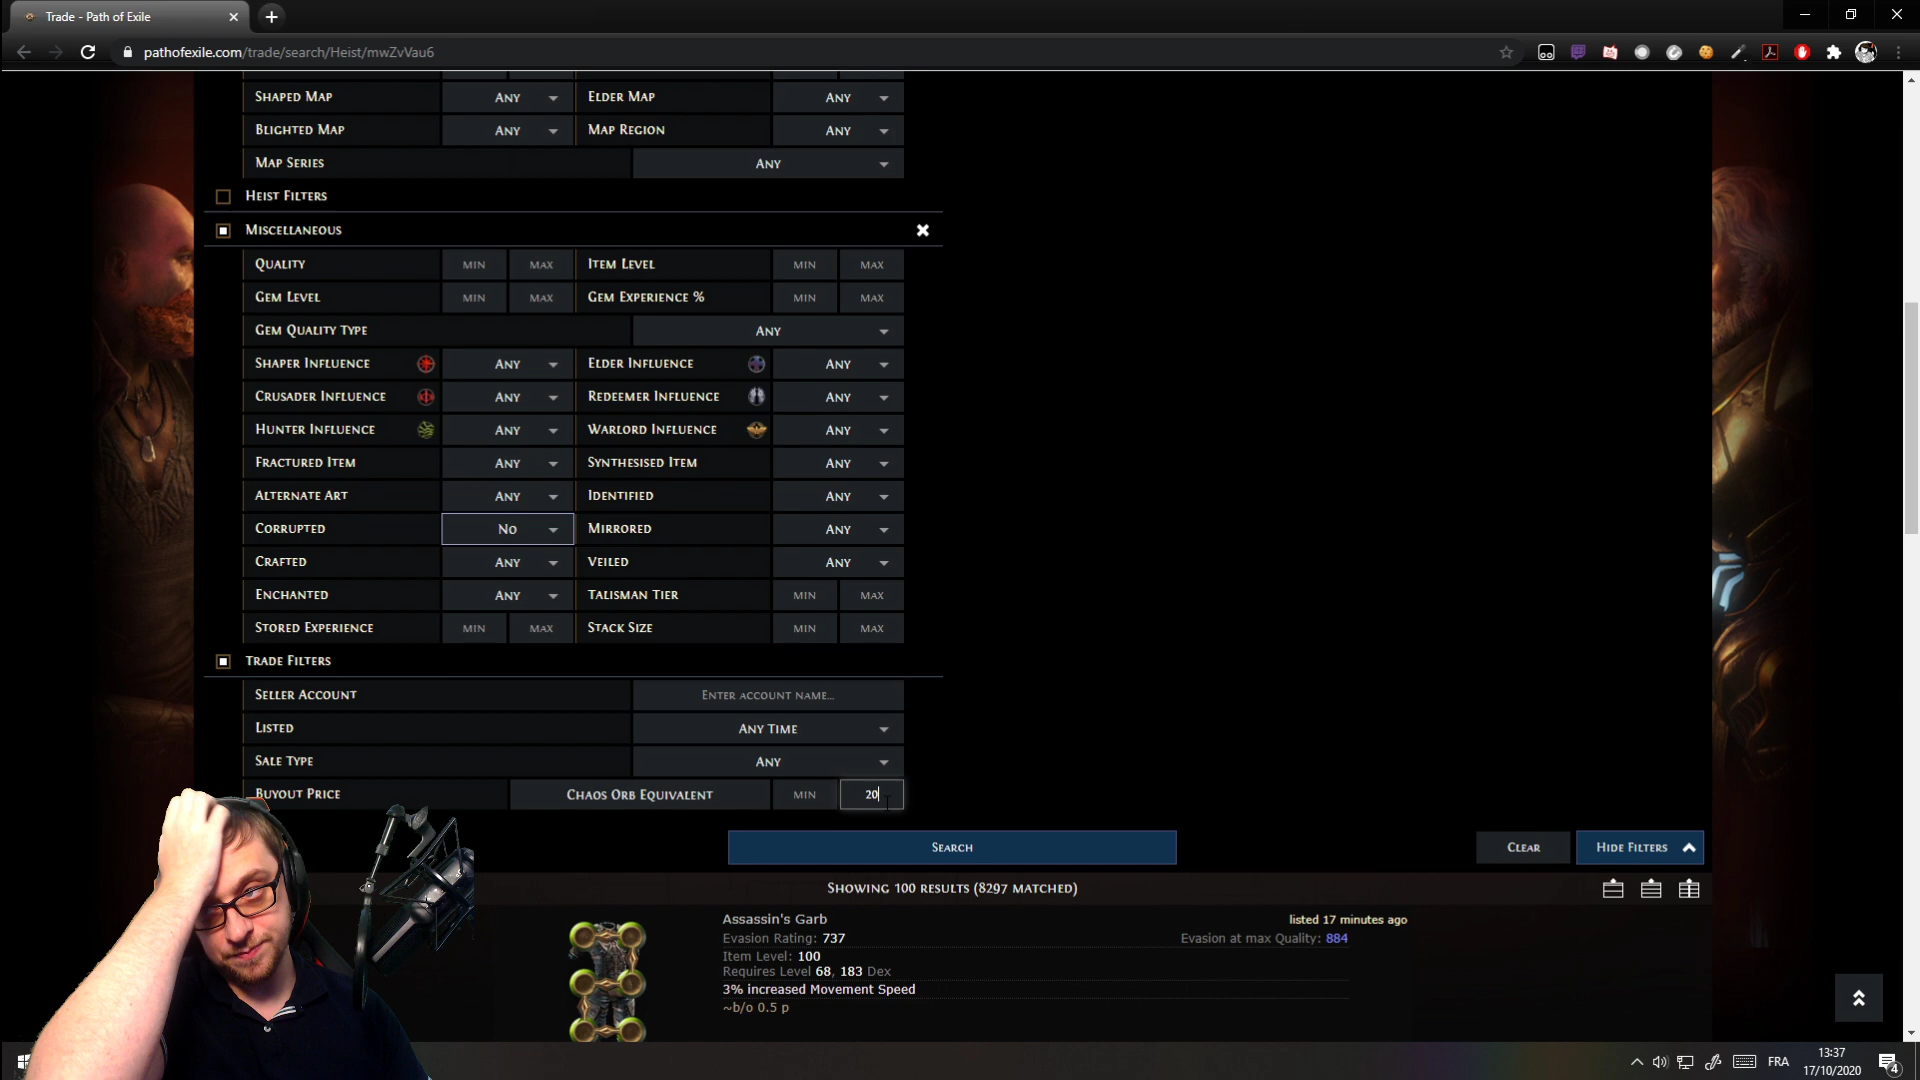 Trade - Path of Exile
pathofexile.com/trade/search/Heist/mwZvVau6
Shaped Map Any Elder Map Any
Blighted Map Any Map Region Any
Map Series Any
Heist Filters
Miscellaneous
Quality MIN MAX Item Level MIN MAX
Gem Level MIN MAX Gem Experience % MIN MAX
Gem Quality Type Any
Shaper Influence Any Elder Influence Any
Crusader Influence Any Redeemer Influence Any
Hunter Influence Any Warlord Influence Any
Fractured Item Any Synthesised Item Any
Alternate Art Any Identified Any
Corrupted No Mirrored Any
Crafted Any Veiled Any
Enchanted Any Talisman Tier MIN MAX
Stored Experience MIN MAX Stack Size MIN MAX
Trade Filters
Seller Account Enter account name...
Listed Any Time
Sale Type Any
Buyout Price Chaos Orb Equivalent MIN 20
Search Clear Hide Filters
Showing 100 results (8297 matched)
Assassin's Garb listed 17 minutes ago
Evasion Rating: 737 Evasion at max Quality: 884
Item Level: 100
Requires Level 68, 183 Dex
3% increased Movement Speed
~b/o 0.5 p
FRA 13:37
17/10/2020 4